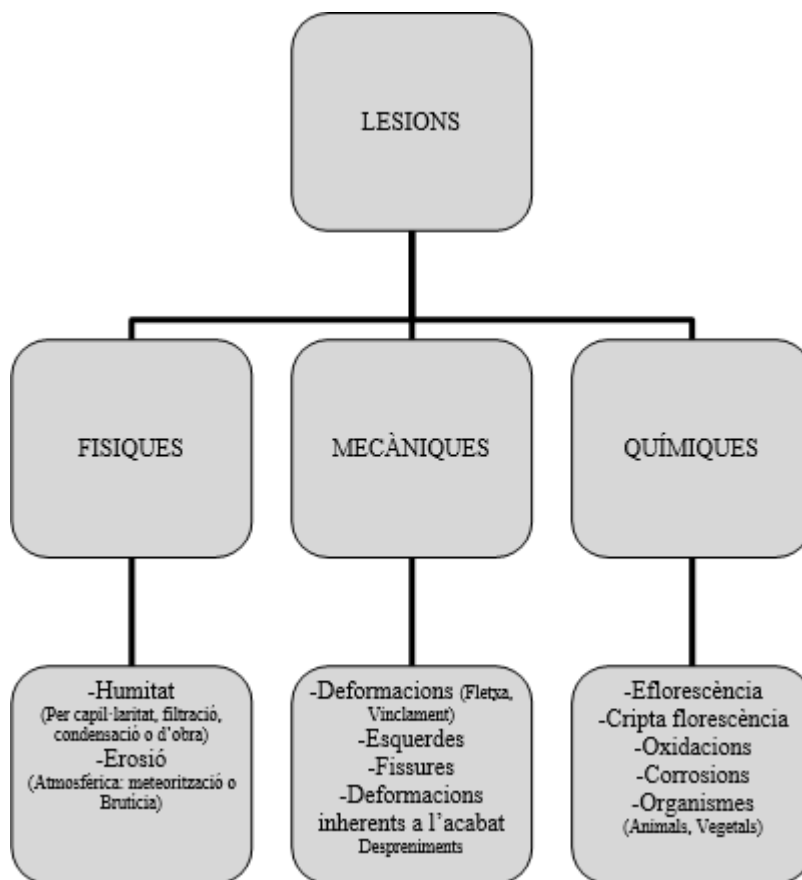 LESIONS
FISIQUES
MECÀNIQUES
QUÍMIQUES
-Humitat
(Per capil·laritat, filtració,
condensació o d'obra)
-Erosió
(Atmosfèrica: meteorització o
Bruticia)
-Deformacions (Fletxa,
Vinclament)
-Esquerdes
-Fissures
-Deformacions
inherents a l'acabat
Despreniments
-Eflorescència
-Cripta florescència
-Oxidacions
-Corrosions
-Organismes
(Animals, Vegetals)